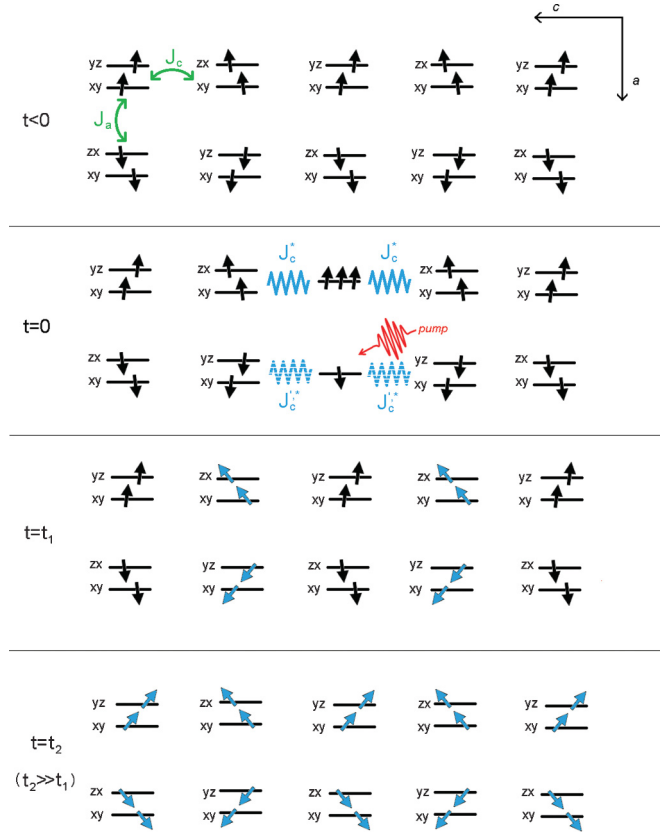 c
a
t<0
yz zx yz zx yz
J_c
xy xy xy xy xy
J_a
zx yz zx yz zx
xy xy xy xy xy
t=0
J_c^* J_c^*
yz zx zx yz
xy xy xy xy
pump
zx yz yz zx
xy xy xy xy
J_c^'* J_c^'*
t=t_1
yz zx yz zx yz
xy xy xy xy xy
zx yz zx yz zx
xy xy xy xy xy
t=t_2
(t_2>>t_1)
yz zx yz zx yz
xy xy xy xy xy
zx yz zx yz zx
xy xy xy xy xy